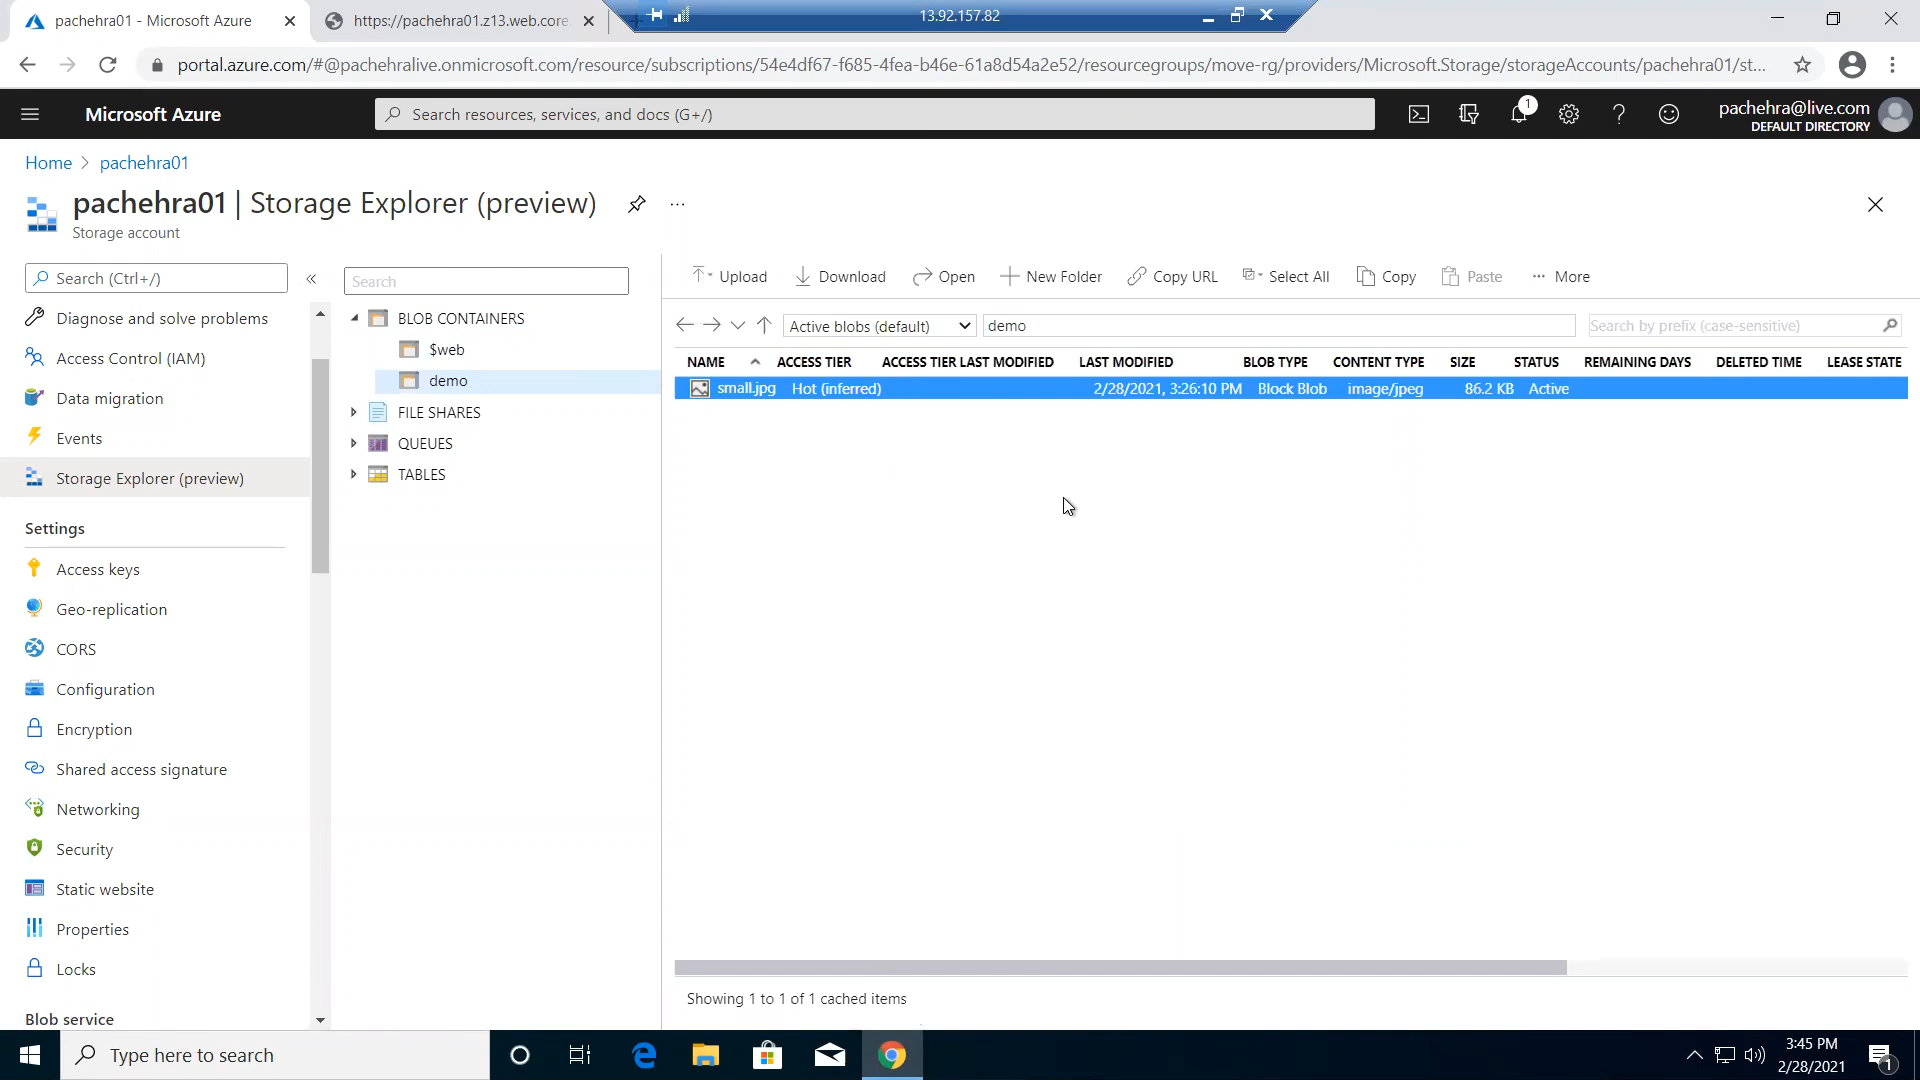 pachehra01 - Microsoft Azure
https://pachehra01.z13.web.core
13.92.157.82
portal.azure.com/#@pachehralive.onmicrosoft.com/resource/subscriptions/54e4df67-f685-4fea-b46e-61a8d54a2e52/resourcegroups/move-rg/providers/Microsoft.Storage/storageAccounts/pachehra01/st...
Microsoft Azure
Search resources, services, and docs (G+/)
1
pachehra@live.com
DEFAULT DIRECTORY
Home > pachehra01
pachehra01 | Storage Explorer (preview)
Storage account
Search (Ctrl+/)
Diagnose and solve problems
Access Control (IAM)
Data migration
Events
Storage Explorer (preview)
Settings
Access keys
Geo-replication
CORS
Configuration
Encryption
Shared access signature
Networking
Security
Static website
Properties
Locks
Blob service
Search
BLOB CONTAINERS
$web
demo
FILE SHARES
QUEUES
TABLES
Upload Download Open New Folder Copy URL Select All Copy Paste ... More
Active blobs (default) demo Search by prefix (case-sensitive)
NAME ACCESS TIER ACCESS TIER LAST MODIFIED LAST MODIFIED BLOB TYPE CONTENT TYPE SIZE STATUS REMAINING DAYS DELETED TIME LEASE STATE
small.jpg Hot (inferred) 2/28/2021, 3:26:10 PM Block Blob image/jpeg 86.2 KB Active
Showing 1 to 1 of 1 cached items
Type here to search
3:45 PM
2/28/2021
1